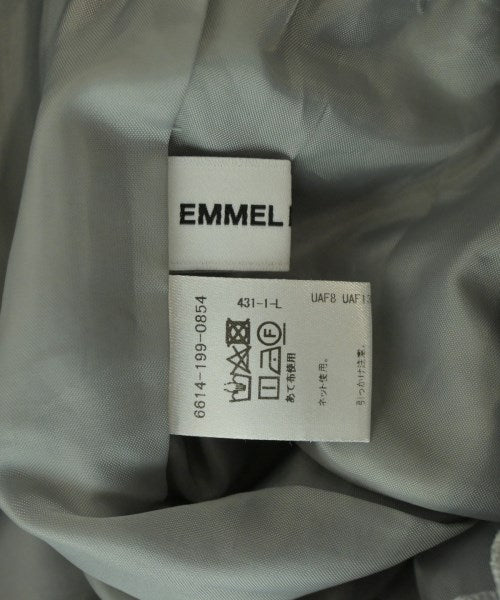 EMMEL
6614-199-0854
431-1-L
UAF8 UAF13
あて布使用
ネット使用。
引っかけ注意。